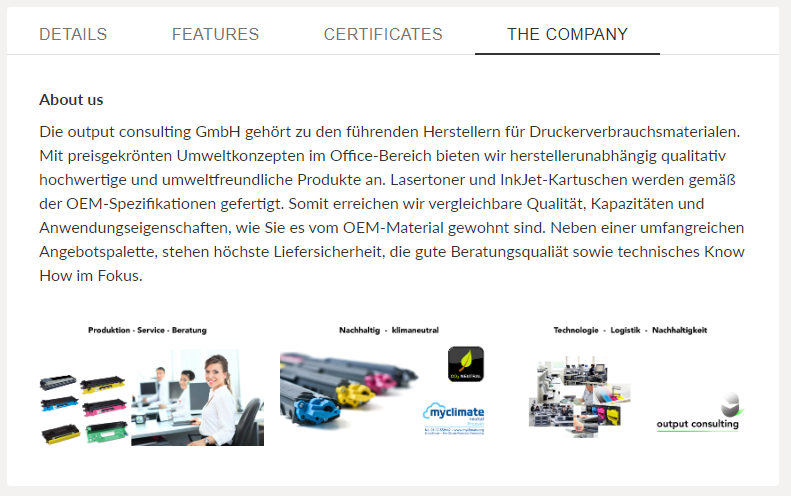 DETAILS FEATURES CERTIFICATES THE COMPANY
About us
Die output consulting GmbH gehört zu den führenden Herstellern für Druckerverbrauchsmaterialen.
Mit preisgekrönten Umweltkonzepten im Office-Bereich bieten wir herstellerunabhängig qualitativ
hochwertige und umweltfreundliche Produkte an. Lasertoner und InkJet-Kartuschen werden gemäß
der OEM-Spezifikationen gefertigt. Somit erreichen wir vergleichbare Qualität, Kapazitäten und
Anwendungseigenschaften, wie Sie es vom OEM-Material gewohnt sind. Neben einer umfangreichen
Angebotspalette, stehen höchste Liefersicherheit, die gute Beratungsqualiät sowie technisches Know
How im Fokus.
Produktion - Service - Beratung
Nachhaltig - klimaneutral
Technologie - Logistik - Nachhaltigkeit
CO2 NEUTRAL
myclimate
neutral
output consulting